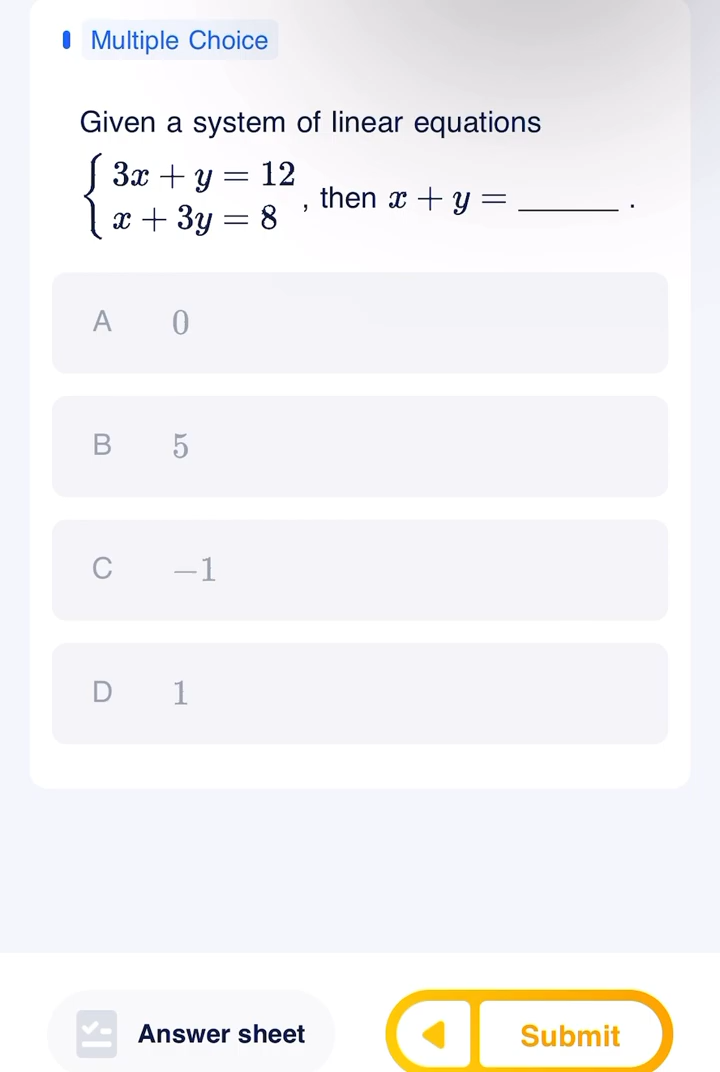 Multiple Choice
Given a system of linear equations
{ 3x + y = 12
x + 3y = 8 , then x + y = ______ .
A 0
B 5
C −1
D 1
Answer sheet
Submit